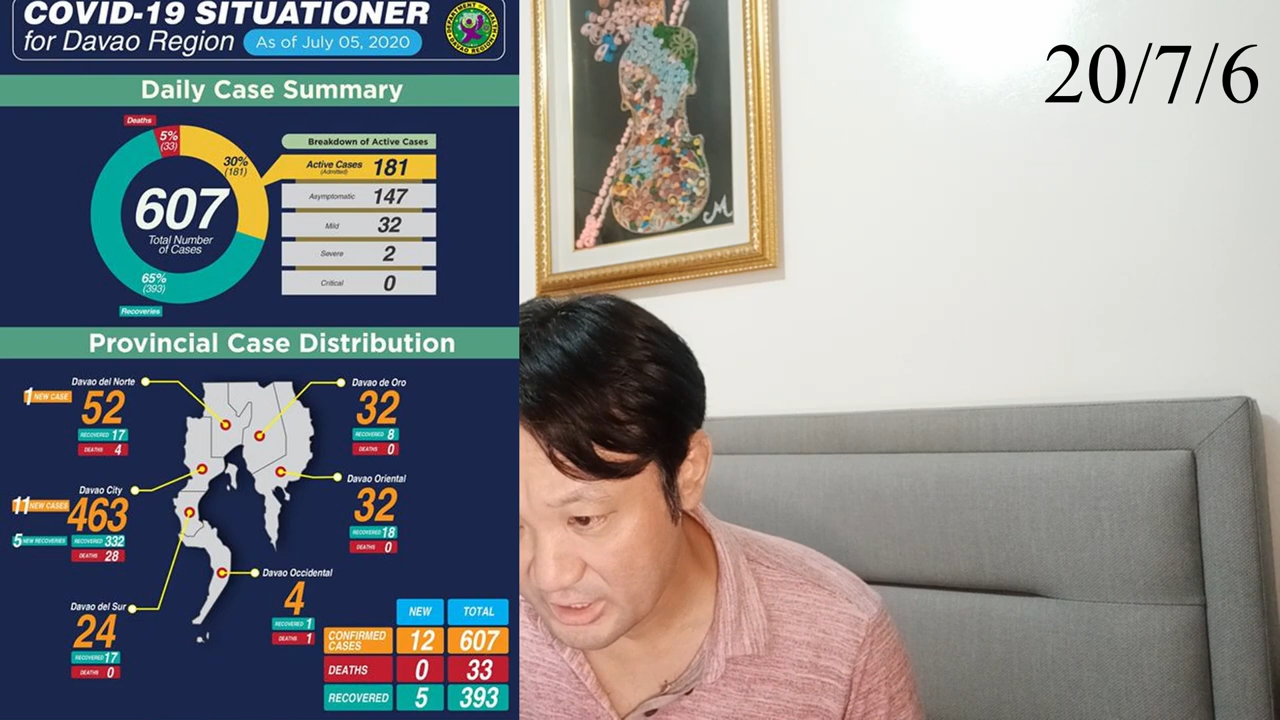 COVID-19 SITUATIONER
for Davao Region As of July 05, 2020
DEPARTMENT OF HEALTH
DAVAO REGION
Daily Case Summary
Deaths
5%
(33)
30%
(181)
607
Total Number
of Cases
65%
(393)
Recoveries
Breakdown of Active Cases
Active Cases 181
(Admitted)
Asymptomatic 147
Mild 32
Severe 2
Critical 0
Provincial Case Distribution
Davao del Norte
1 NEW CASE
52
RECOVERED 17
DEATHS 4
Davao de Oro
32
RECOVERED 8
DEATHS 0
Davao City
11 NEW CASES
463
5 NEW RECOVERIES RECOVERED 332
DEATHS 28
Davao Oriental
32
RECOVERED 18
DEATHS 0
Davao Occidental
4
RECOVERED 1
DEATHS 1
Davao del Sur
24
RECOVERED 17
DEATHS 0
NEW TOTAL
CONFIRMED
CASES 12 607
DEATHS 0 33
RECOVERED 5 393
M
20/7/6